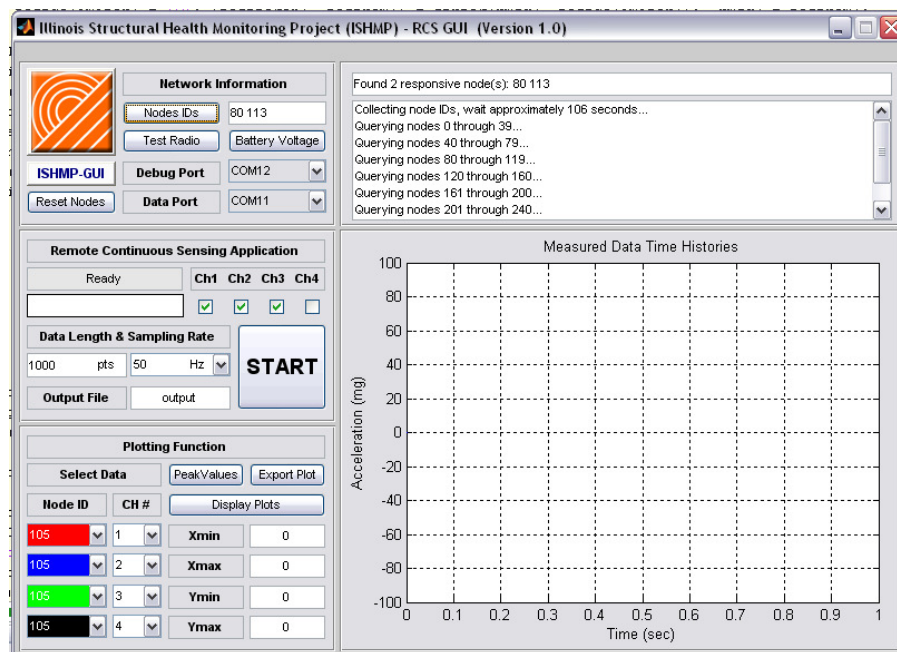 Illinois Structural Health Monitoring Project (ISHMP) - RCS GUI (Version 1.0)
Network Information
Nodes IDs 80 113
Test Radio Battery Voltage
ISHMP-GUI Debug Port COM12
Reset Nodes Data Port COM11
Found 2 responsive node(s): 80 113
Collecting node IDs, wait approximately 106 seconds...
Querying nodes 0 through 39...
Querying nodes 40 through 79...
Querying nodes 80 through 119...
Querying nodes 120 through 160...
Querying nodes 161 through 200...
Querying nodes 201 through 240...
Remote Continuous Sensing Application
Ready Ch1 Ch2 Ch3 Ch4
Data Length & Sampling Rate
1000 pts 50 Hz
START
Output File output
Plotting Function
Select Data PeakValues Export Plot
Node ID CH # Display Plots
105 1 Xmin 0
105 2 Xmax 0
105 3 Ymin 0
105 4 Ymax 0
Measured Data Time Histories
Acceleration (mg)
100
80
60
40
20
0
-20
-40
-60
-80
-100
0 0.1 0.2 0.3 0.4 0.5 0.6 0.7 0.8 0.9 1
Time (sec)